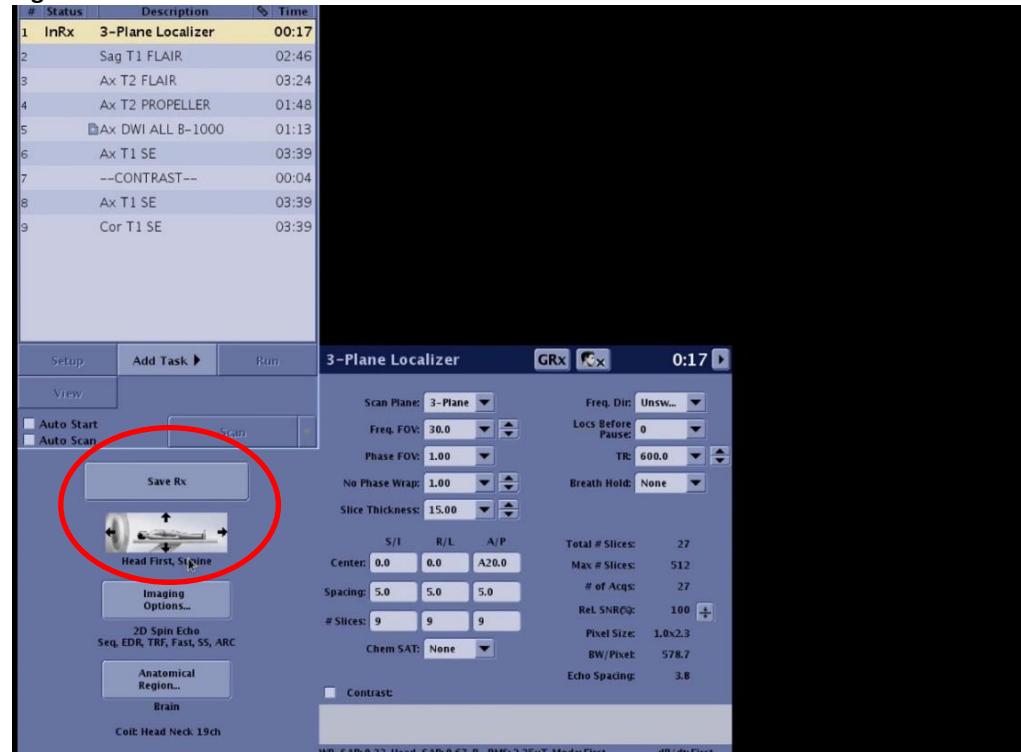 # Status Description Time
1 InRx 3-Plane Localizer 00:17
2 Sag T1 FLAIR 02:46
3 Ax T2 FLAIR 03:24
4 Ax T2 PROPELLER 01:48
5 Ax DWI ALL B-1000 01:13
6 Ax T1 SE 03:39
7 --CONTRAST-- 00:04
8 Ax T1 SE 03:39
9 Cor T1 SE 03:39
Setup Add Task Run
View
Auto Start
Auto Scan
Scan
Save Rx
Head First, Supine
Imaging
Options...
2D Spin Echo
Seq, EDR, TRF, Fast, SS, ARC
Anatomical
Region...
Brain
Coil: Head Neck 19ch
3-Plane Localizer GRx x 0:17
Scan Plane: 3-Plane Freq. Dir: Unsw...
Freq. FOV: 30.0 Locs Before
Pause: 0
Phase FOV: 1.00 TR: 600.0
No Phase Wrap: 1.00 Breath Hold: None
Slice Thickness: 15.00
S/I R/L A/P Total # Slices: 27
Center: 0.0 0.0 A20.0 Max # Slices: 512
Spacing: 5.0 5.0 5.0 # of Acqs: 27
Rel. SNR(%): 100
# Slices: 9 9 9 Pixel Size: 1.0x2.3
Chem SAT: None BW/Pixel: 578.7
Echo Spacing: 3.8
Contrast: